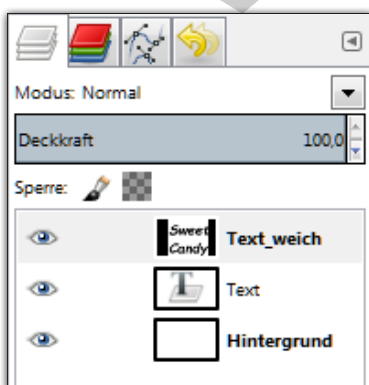 Modus: Normal
Deckkraft 100,0
Sperre:
Sweet
Candy
Text_weich
T
Text
Hintergrund